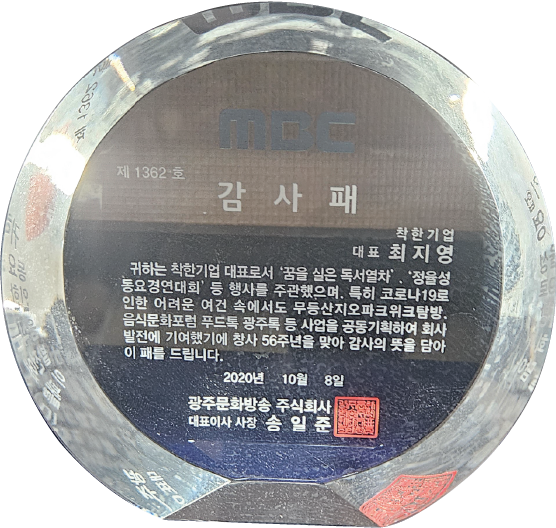 MBC
제 1362 호
감 사 패
착한기업
대표 최지영
귀하는 착한기업 대표로서 '꿈을 실은 독서열차', '정율성
동요경연대회' 등 행사를 주관했으며, 특히 코로나19로
인한 어려운 여건 속에서도 무등산지오파크위크탐방,
음식문화포럼 푸드톡 광주톡 등 사업을 공동기획하여 회사
발전에 기여했기에 창사 56주년을 맞아 감사의 뜻을 담아
이 패를 드립니다.
2020년 10월 8일
광주문화방송 주식회사
대표이사 사장 송 일 준